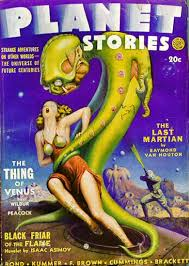 PLANET
STORIES
STRANGE ADVENTURES
ON OTHER WORLDS—
THE UNIVERSE OF
FUTURE CENTURIES
20c
THE LAST
MARTIAN
by
RAYMOND
VAN HOUTEN
THE
THING OF
VENUS
by
WILBUR
S.
PEACOCK
BLACK FRIAR
OF THE FLAME
Novelet by ISAAC ASIMOV
BOND · KUMMER · F. BROWN · CUMMINGS · BRACKETT